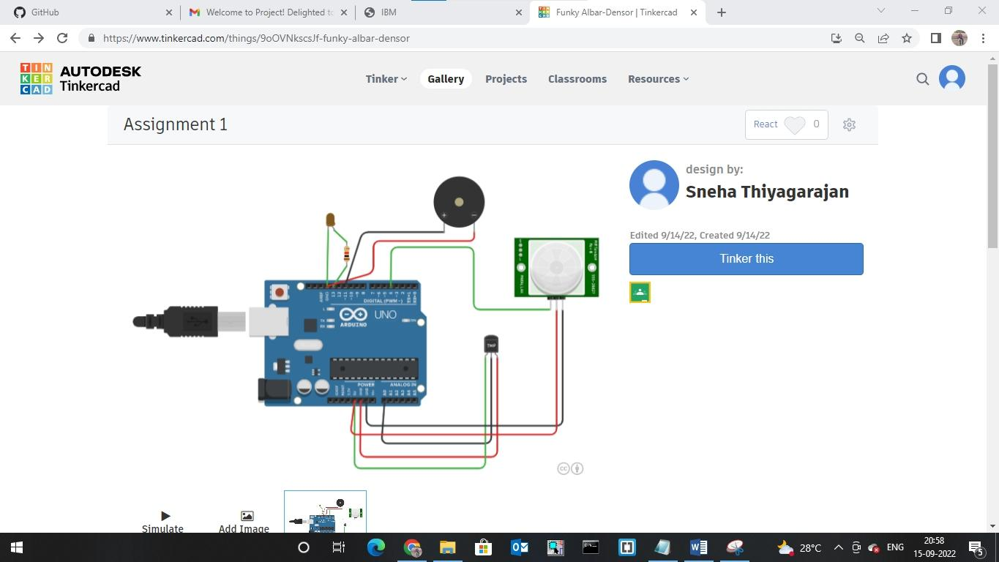 GitHub
Welcome to Project! Delighted to
IBM
Funky Albar-Densor | Tinkercad
https://www.tinkercad.com/things/9oOVNkscsJf-funky-albar-densor
TIN
KER
CAD
AUTODESK
Tinkercad
Tinker
Gallery
Projects
Classrooms
Resources
Assignment 1
React
0
design by:
Sneha Thiyagarajan
Edited 9/14/22, Created 9/14/22
Tinker this
DIGITAL (PWM~)
UNO
ARDUINO
TMP
POWER
ANALOG IN
cc
Simulate
Add Image
28°C
ENG
20:58
15-09-2022
5